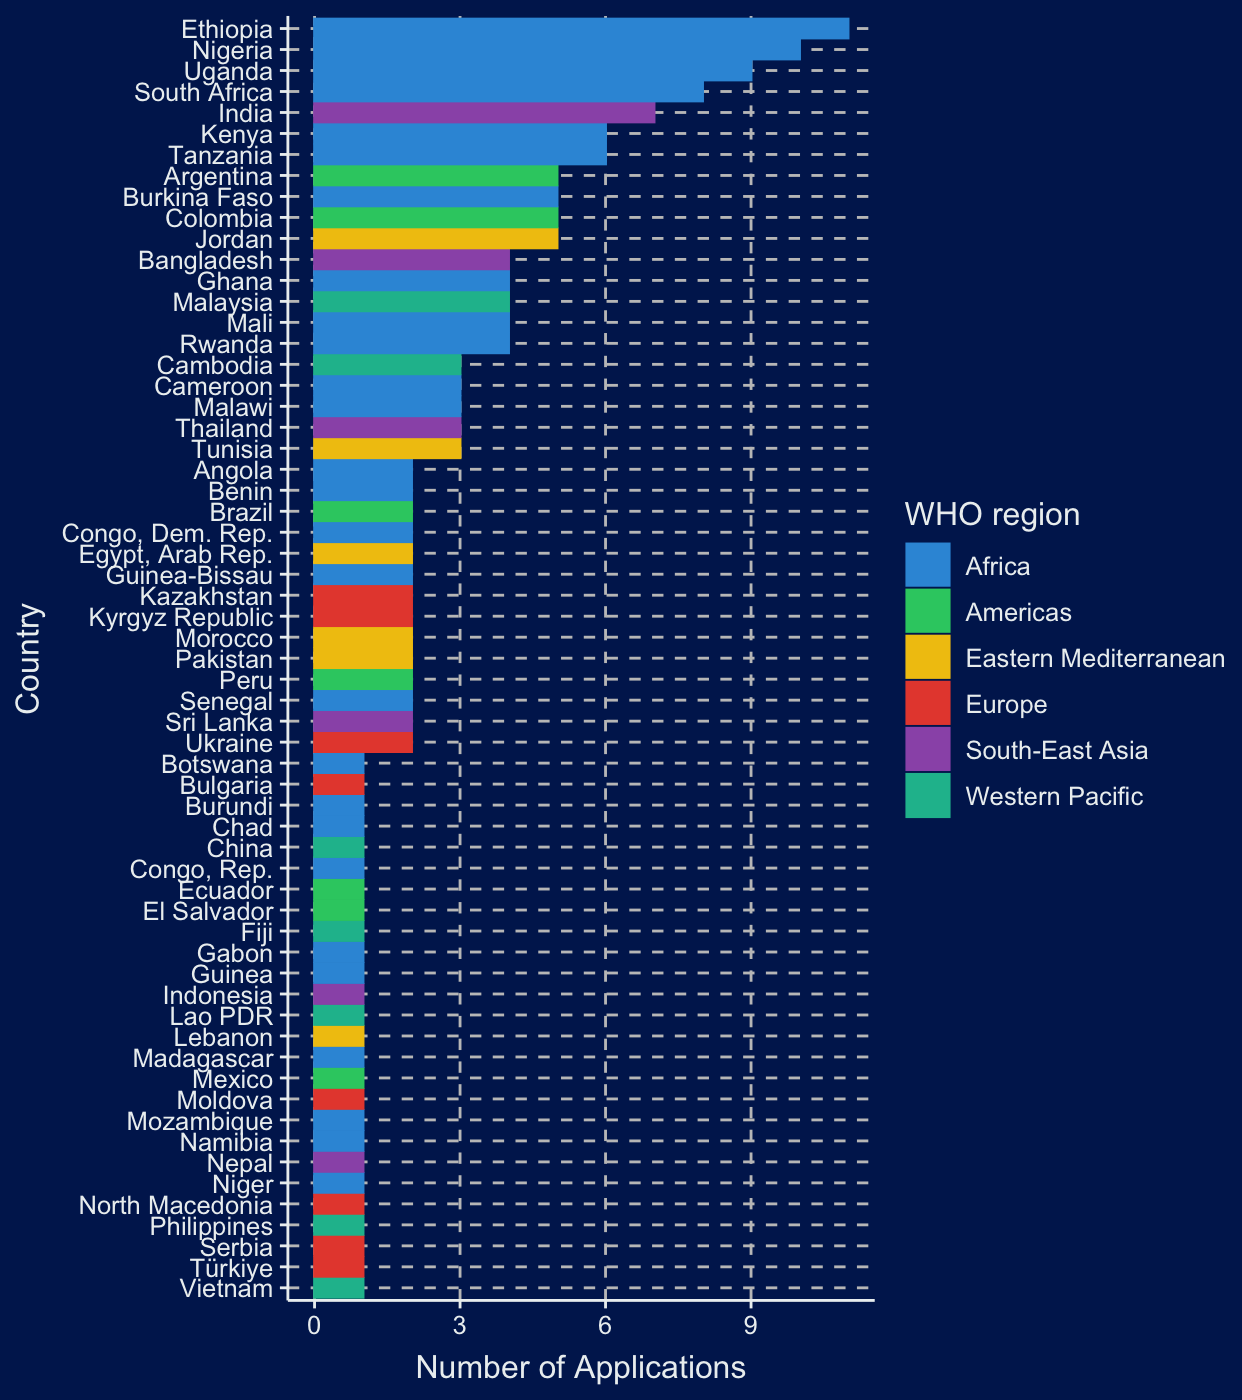 Ethiopia
Nigeria
Uganda
South Africa
India
Kenya
Tanzania
Argentina
Burkina Faso
Colombia
Jordan
Bangladesh
Ghana
Malaysia
Mali
Rwanda
Cambodia
Cameroon
Malawi
Thailand
Tunisia
Angola
Benin
Brazil
Congo, Dem. Rep.
Egypt, Arab Rep.
Guinea-Bissau
Kazakhstan
Kyrgyz Republic
Morocco
Pakistan
Peru
Senegal
Sri Lanka
Ukraine
Botswana
Bulgaria
Burundi
Chad
China
Congo, Rep.
Ecuador
El Salvador
Fiji
Gabon
Guinea
Indonesia
Lao PDR
Lebanon
Madagascar
Mexico
Moldova
Mozambique
Namibia
Nepal
Niger
North Macedonia
Philippines
Serbia
Türkiye
Vietnam
Country
0 3 6 9
Number of Applications
WHO region
Africa
Americas
Eastern Mediterranean
Europe
South-East Asia
Western Pacific